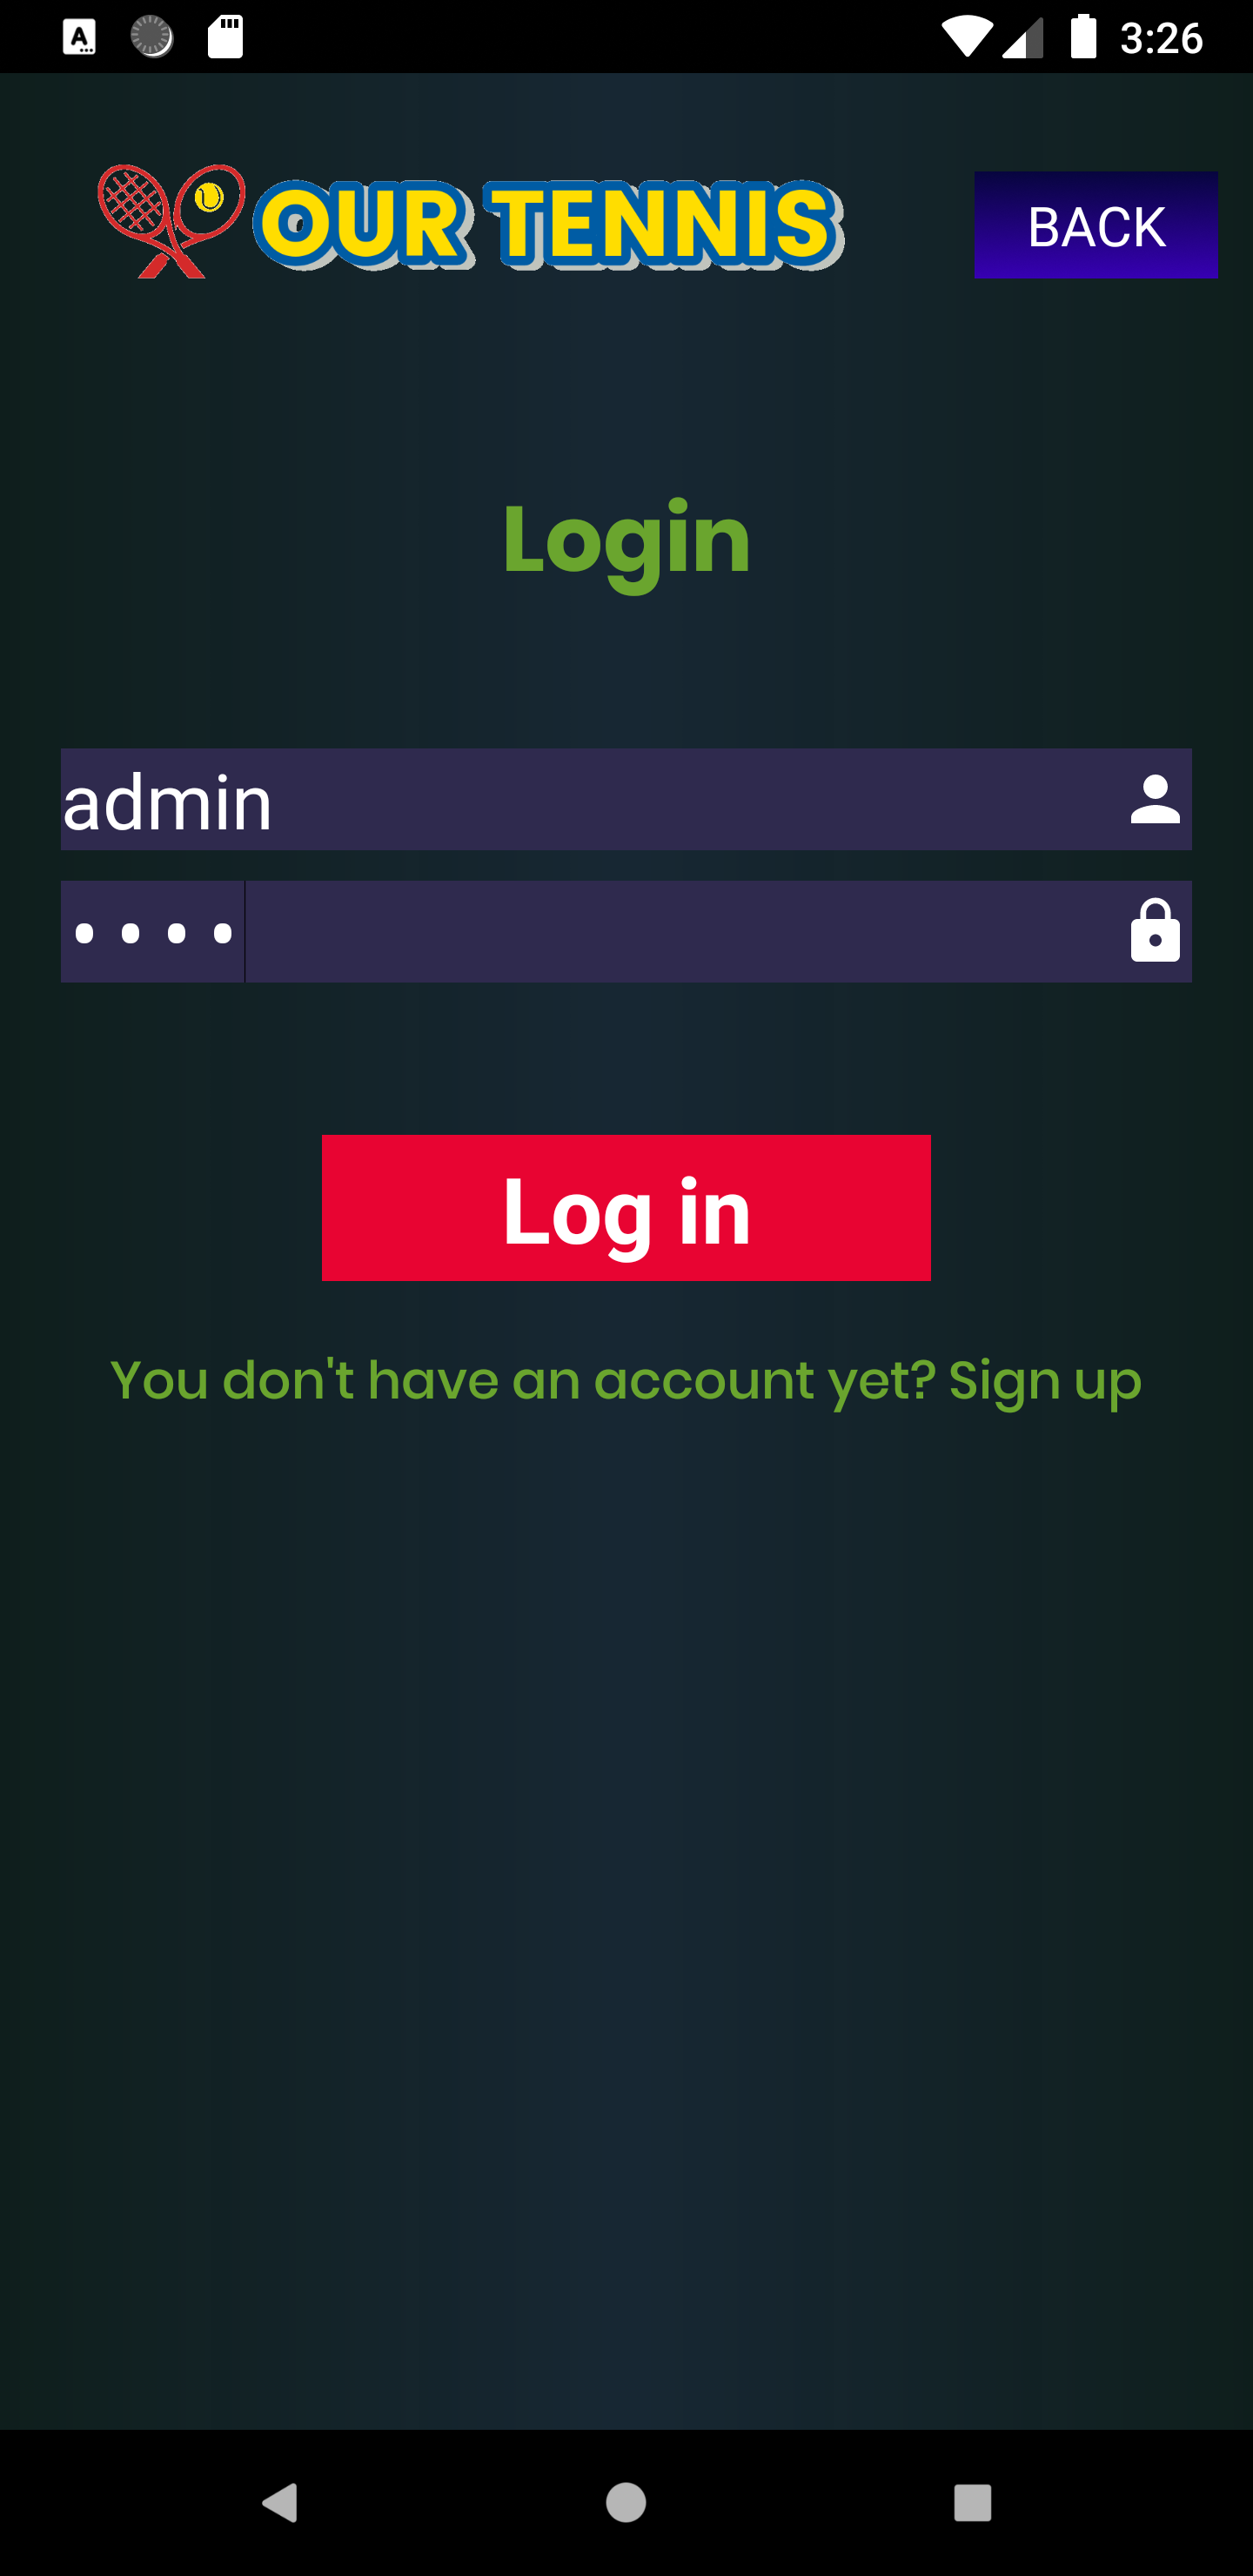 3:26
OUR TENNIS
BACK
Login
admin
••••
Log in
You don't have an account yet? Sign up